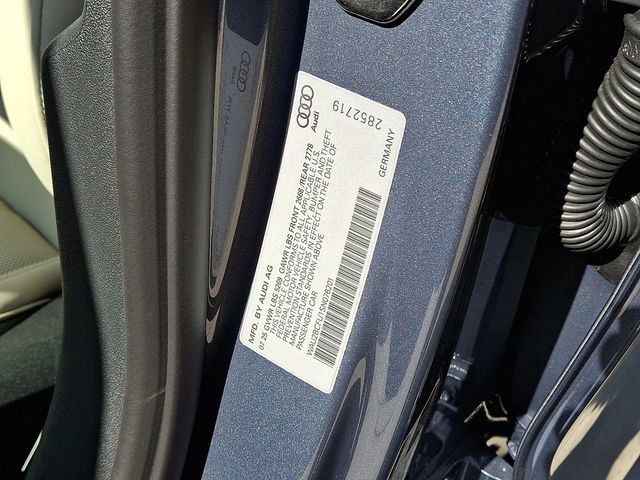 Audi
2852719
GERMANY
MFD. BY AUDI AG
07 25 GVWR LBS 5269 GAWR LBS FRONT 2668 /REAR 2778
THIS VEHICLE CONFORMS TO ALL APPLICABLE U.S.
FEDERAL MOTOR VEHICLE SAFETY, BUMPER AND THEFT
PREVENTION STANDARDS IN EFFECT ON THE DATE OF
MANUFACTURE SHOWN ABOVE
PASSENGER CAR